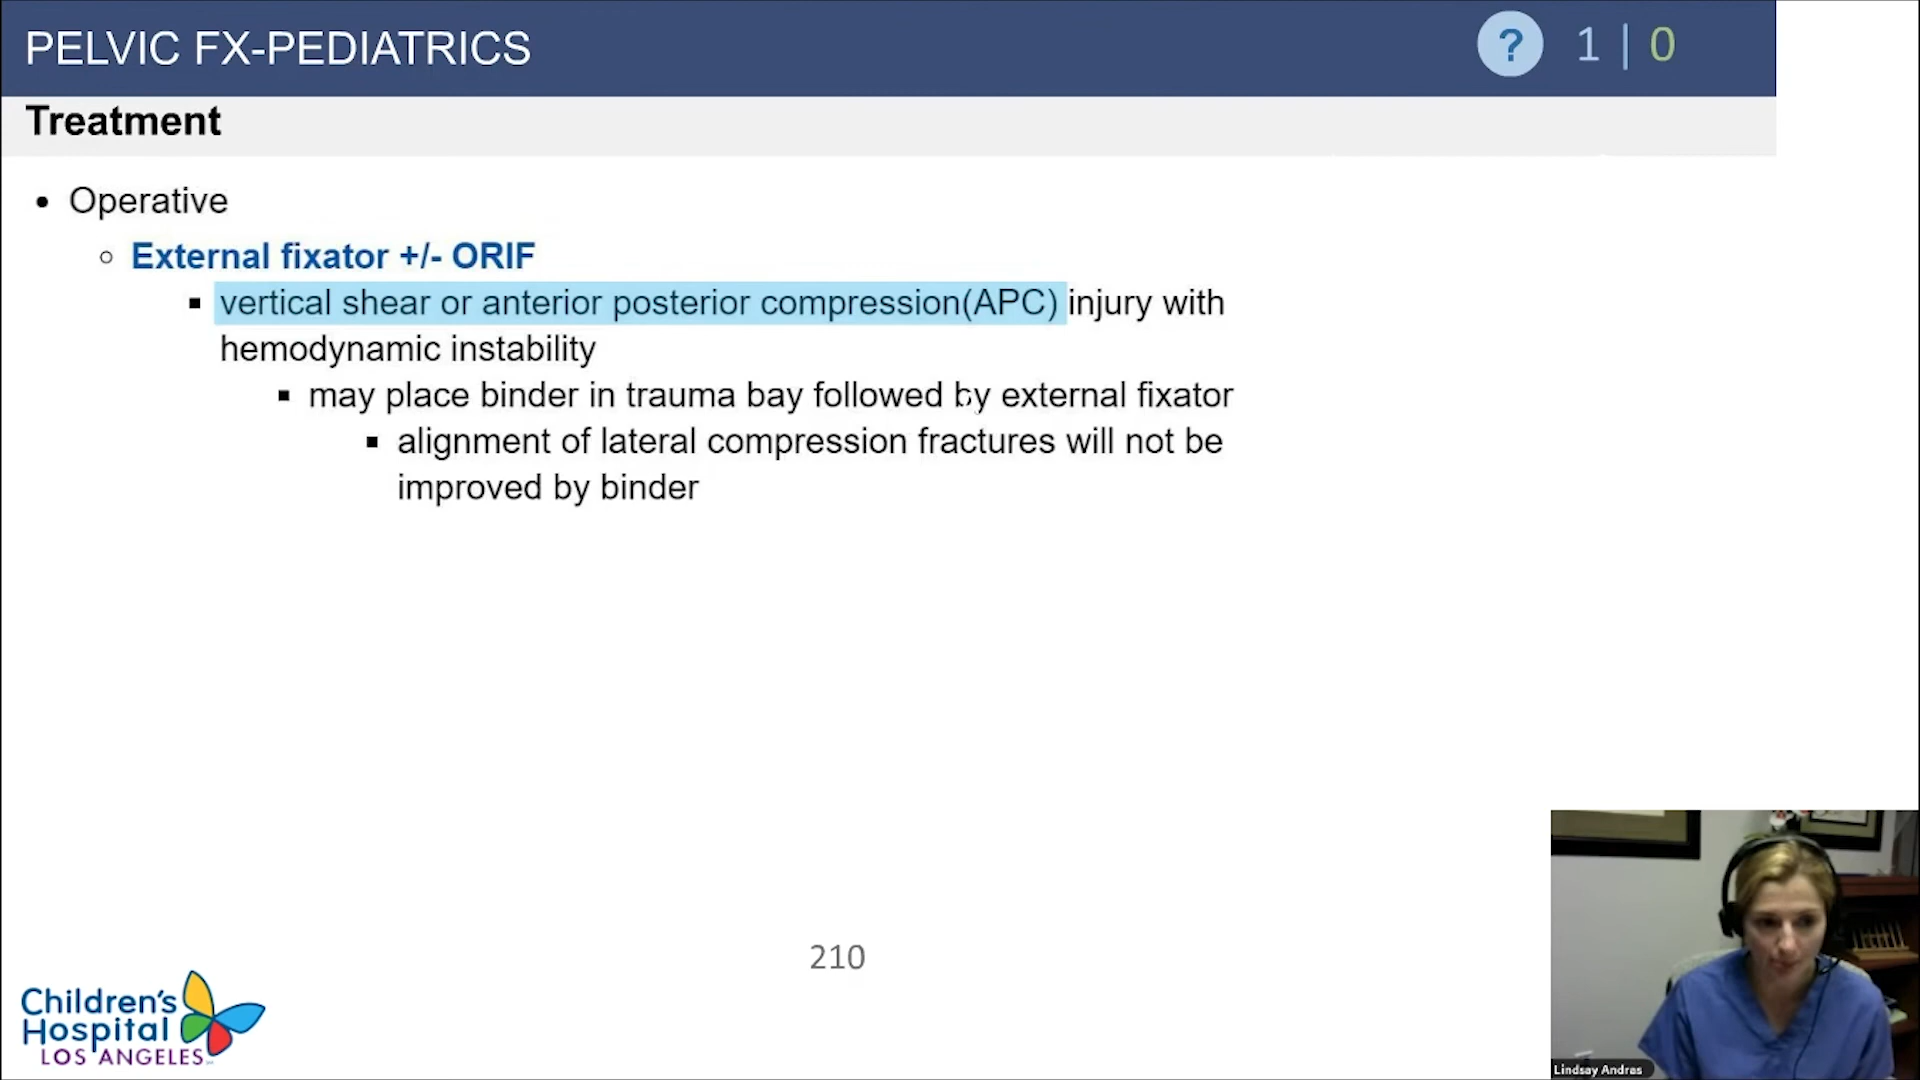 PELVIC FX-PEDIATRICS
? 1 | 0
Treatment
• Operative
○ External fixator +/- ORIF
▪ vertical shear or anterior posterior compression(APC) injury with
hemodynamic instability
▪ may place binder in trauma bay followed by external fixator
▪ alignment of lateral compression fractures will not be
improved by binder
210
Children's
Hospital
LOS ANGELES
Lindsay Andras